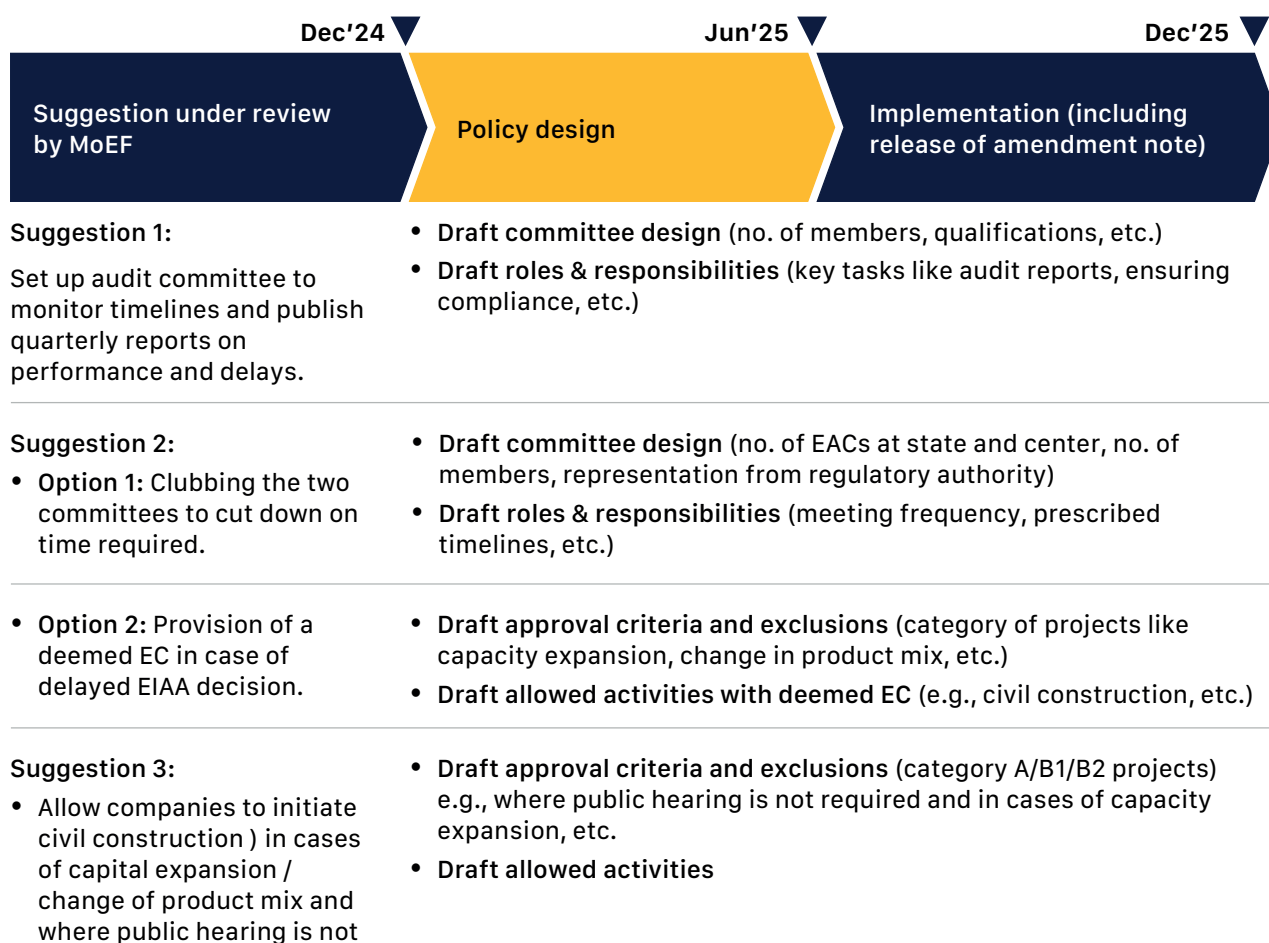 Dec'24
Jun'25
Dec'25
Suggestion under review
by MoEF
Policy design
Implementation (including
release of amendment note)
Suggestion 1:
Set up audit committee to
monitor timelines and publish
quarterly reports on
performance and delays.
• Draft committee design (no. of members, qualifications, etc.)
• Draft roles & responsibilities (key tasks like audit reports, ensuring
compliance, etc.)
Suggestion 2:
• Option 1: Clubbing the two
committees to cut down on
time required.
• Draft committee design (no. of EACs at state and center, no. of
members, representation from regulatory authority)
• Draft roles & responsibilities (meeting frequency, prescribed
timelines, etc.)
• Option 2: Provision of a
deemed EC in case of
delayed EIAA decision.
• Draft approval criteria and exclusions (category of projects like
capacity expansion, change in product mix, etc.)
• Draft allowed activities with deemed EC (e.g., civil construction, etc.)
Suggestion 3:
• Allow companies to initiate
civil construction ) in cases
of capital expansion /
change of product mix and
where public hearing is not
• Draft approval criteria and exclusions (category A/B1/B2 projects)
e.g., where public hearing is not required and in cases of capacity
expansion, etc.
• Draft allowed activities